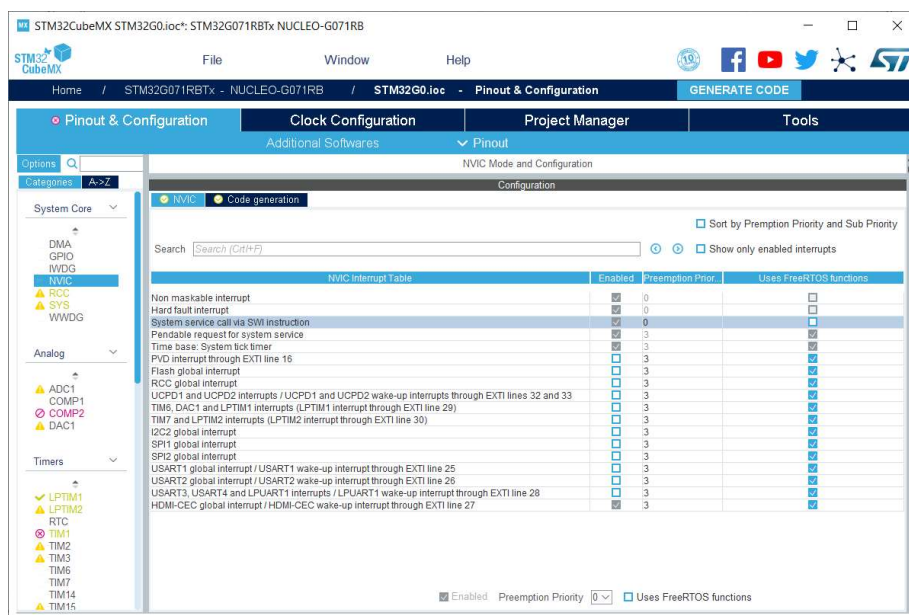 MX STM32CubeMX STM32G0.ioc*: STM32G071RBTx NUCLEO-G071RB
STM32 CubeMX
File Window Help
10
Home / STM32G071RBTx - NUCLEO-G071RB / STM32G0.ioc - Pinout & Configuration GENERATE CODE
Pinout & Configuration Clock Configuration Project Manager Tools
Additional Softwares Pinout
Options NVIC Mode and Configuration
Categories A->Z Configuration
NVIC Code generation
System Core
Sort by Premption Priority and Sub Priority
Search Search (Crtl+F) Show only enabled interrupts
DMA
GPIO
IWDG
NVIC
RCC
SYS
WWDG
Analog
ADC1
COMP1
COMP2
DAC1
Timers
LPTIM1
LPTIM2
RTC
TIM1
TIM2
TIM3
TIM6
TIM7
TIM14
TIM15
NVIC Interrupt Table Enabled Preemption Prior.. Uses FreeRTOS functions
Non maskable interrupt 0
Hard fault interrupt 0
System service call via SWI instruction 0
Pendable request for system service 3
Time base: System tick timer 3
PVD interrupt through EXTI line 16 3
Flash global interrupt 3
RCC global interrupt 3
UCPD1 and UCPD2 interrupts / UCPD1 and UCPD2 wake-up interrupts through EXTI lines 32 and 33 3
TIM6, DAC1 and LPTIM1 interrupts (LPTIM1 interrupt through EXTI line 29) 3
TIM7 and LPTIM2 interrupts (LPTIM2 interrupt through EXTI line 30) 3
I2C2 global interrupt 3
SPI1 global interrupt 3
SPI2 global interrupt 3
USART1 global interrupt / USART1 wake-up interrupt through EXTI line 25 3
USART2 global interrupt / USART2 wake-up interrupt through EXTI line 26 3
USART3, USART4 and LPUART1 interrupts / LPUART1 wake-up interrupt through EXTI line 28 3
HDMI-CEC global interrupt / HDMI-CEC wake-up interrupt through EXTI line 27 3
Enabled Preemption Priority 0 Uses FreeRTOS functions